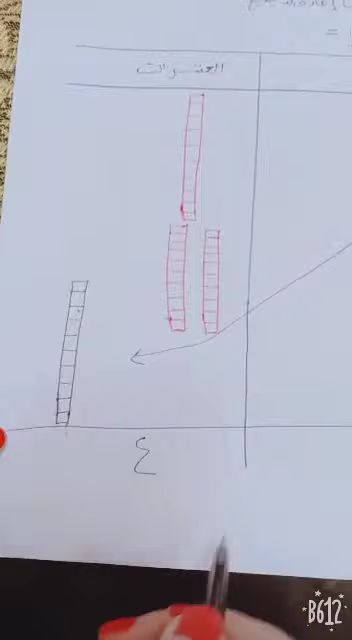 =
العشرات
٤
B612